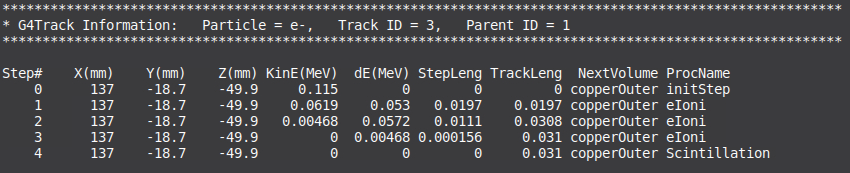 *********************************************************************************************************
* G4Track Information:   Particle = e-,   Track ID = 3,   Parent ID = 1
*********************************************************************************************************
Step#    X(mm)    Y(mm)    Z(mm) KinE(MeV)  dE(MeV) StepLeng TrackLeng  NextVolume ProcName
    0      137    -18.7    -49.9     0.115        0        0         0 copperOuter initStep
    1      137    -18.7    -49.9    0.0619    0.053   0.0197    0.0197 copperOuter eIoni
    2      137    -18.7    -49.9   0.00468   0.0572   0.0111    0.0308 copperOuter eIoni
    3      137    -18.7    -49.9         0  0.00468 0.000156     0.031 copperOuter eIoni
    4      137    -18.7    -49.9         0        0        0     0.031 copperOuter Scintillation